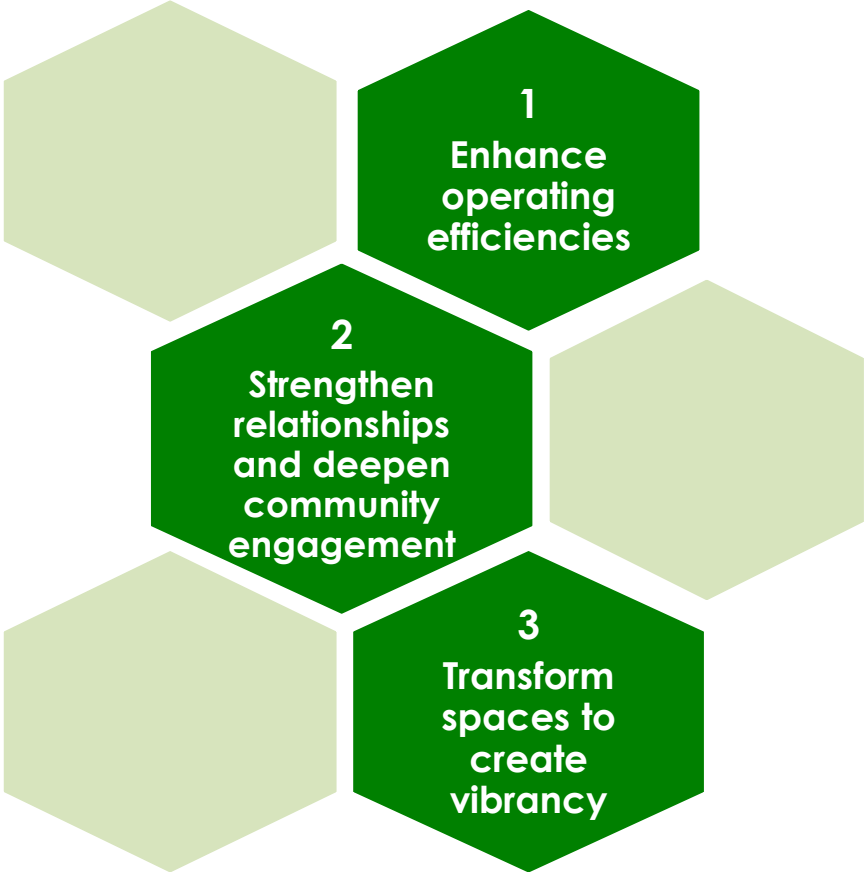 1
Enhance
operating
efficiencies
2
Strengthen
relationships
and deepen
community
engagement
3
Transform
spaces to
create
vibrancy